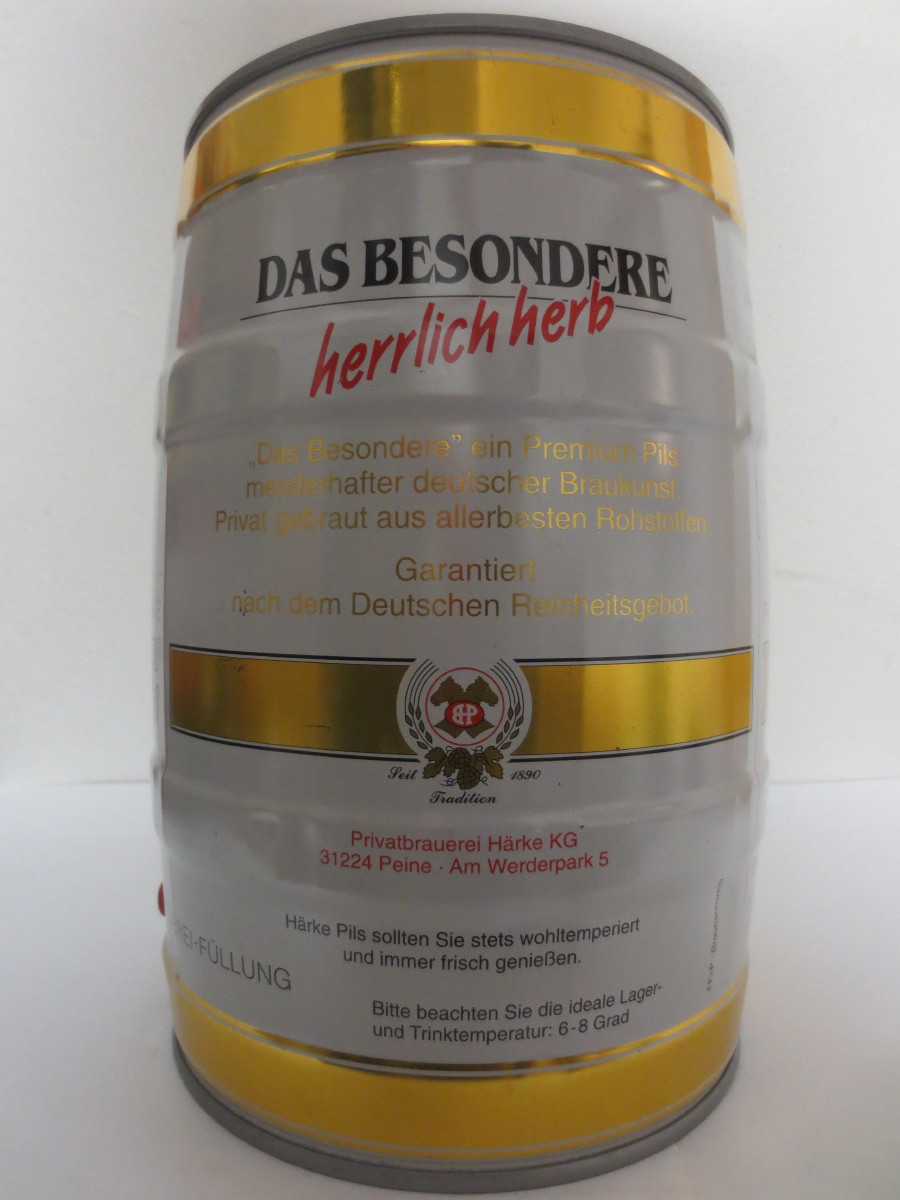 DAS BESONDERE
herrlich herb
„Das Besondere” ein Premium Pils
meisterhafter deutscher Braukunst.
Privat gebraut aus allerbesten Rohstoffen
Garantiert
nach dem Deutschen Reinheitsgebot.
BHP
Seit 1890
Tradition
Privatbrauerei Härke KG
31224 Peine · Am Werderpark 5
Härke Pils sollten Sie stets wohltemperiert
und immer frisch genießen.
REI-FÜLLUNG
Bitte beachten Sie die ideale Lager-
und Trinktemperatur: 6-8 Grad